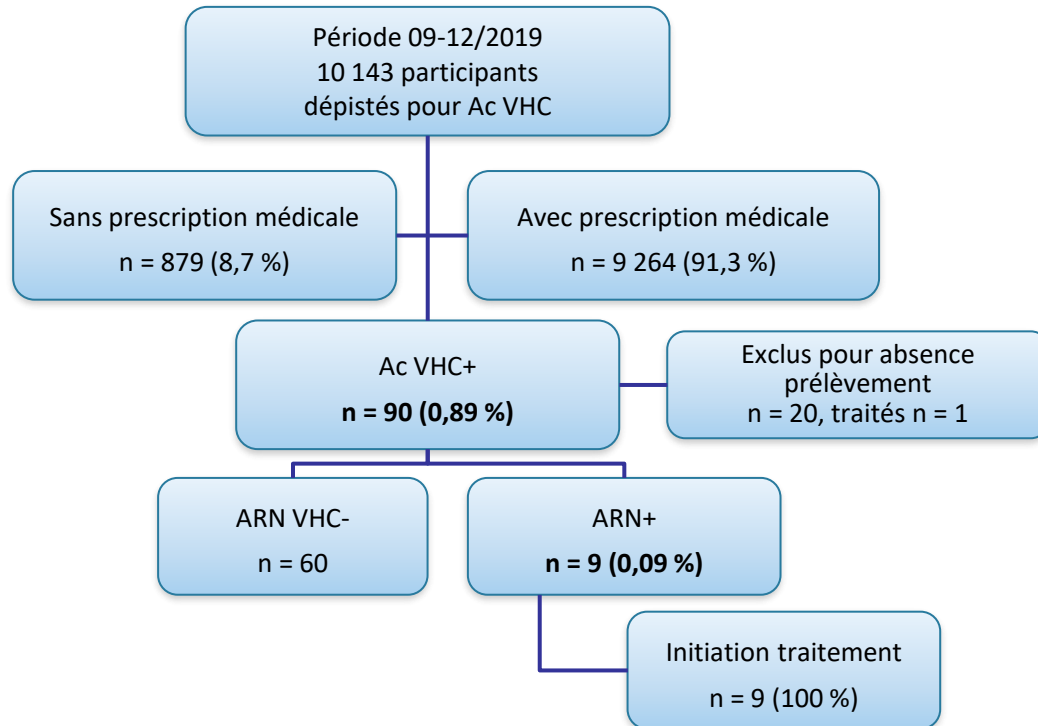 Période 09-12/2019
10 143 participants
dépistés pour Ac VHC
Sans prescription médicale
n = 879 (8,7 %)
Avec prescription médicale
n = 9 264 (91,3 %)
Ac VHC+
n = 90 (0,89 %)
Exclus pour absence
prélèvement
n = 20, traités n = 1
ARN VHC-
n = 60
ARN+
n = 9 (0,09 %)
Initiation traitement
n = 9 (100 %)